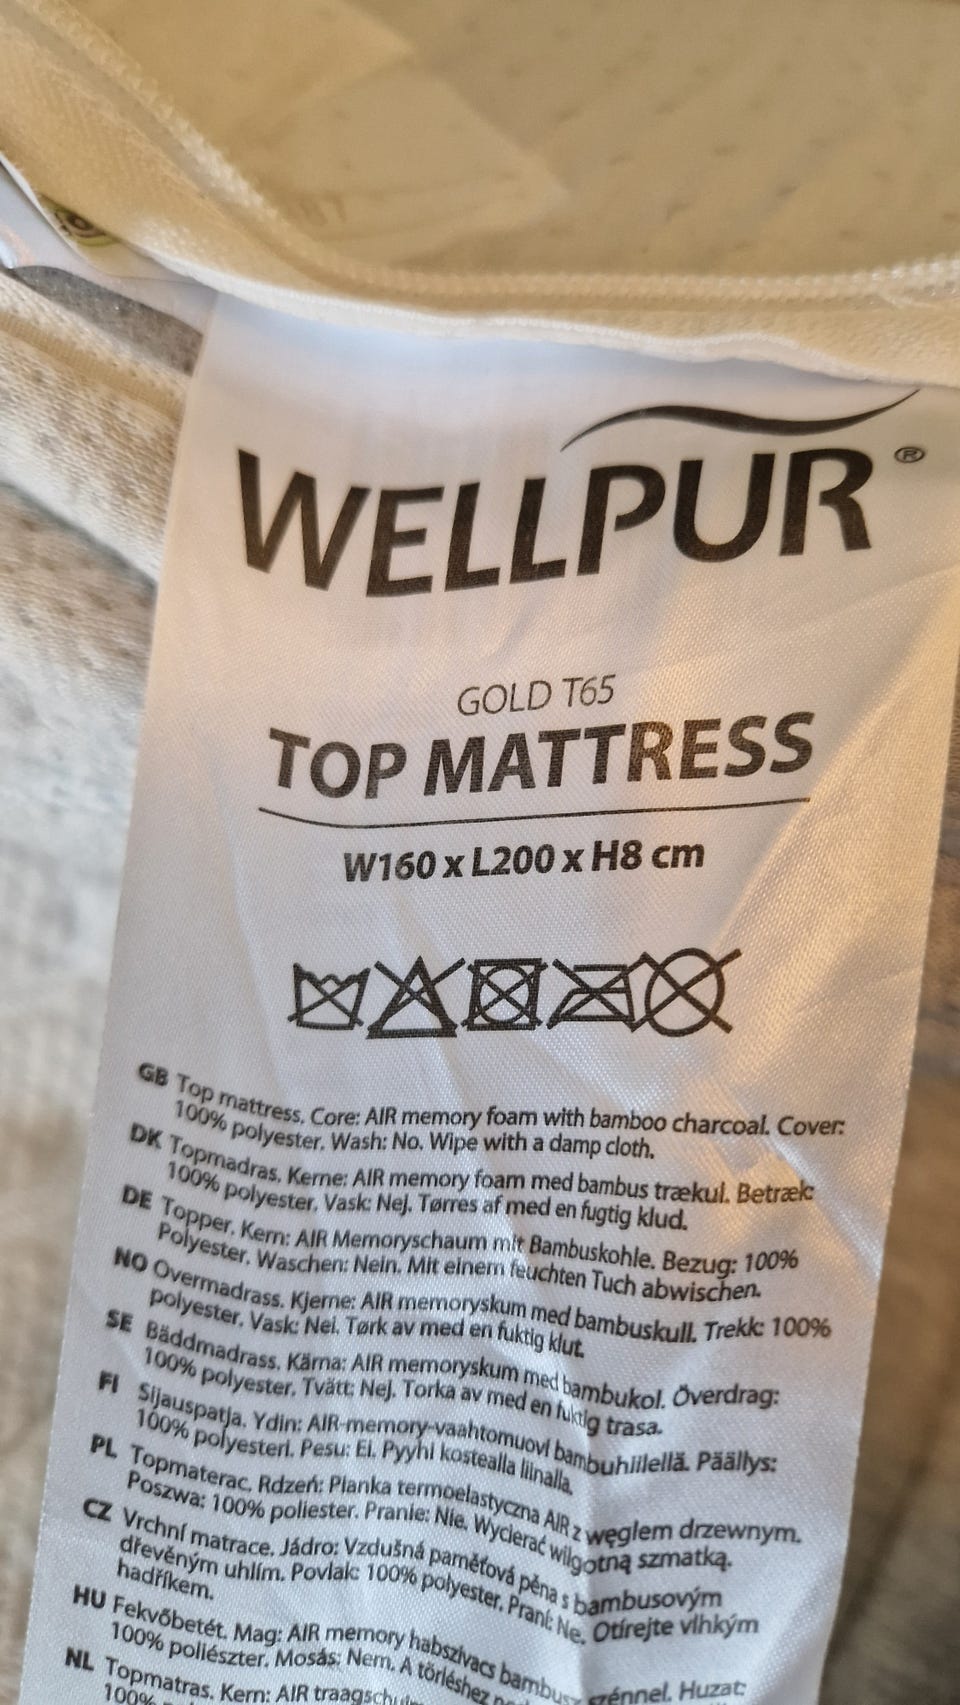 WELLPUR®
GOLD T65
TOP MATTRESS
W160 x L200 x H8 cm
GB Top mattress. Core: AIR memory foam with bamboo charcoal. Cover:
100% polyester. Wash: No. Wipe with a damp cloth.
DK Topmadras. Kerne: AIR memory foam med bambus trækul. Betræk:
100% polyester. Vask: Nej. Tørres af med en fugtig klud.
DE Topper. Kern: AIR Memoryschaum mit Bambuskohle. Bezug: 100%
Polyester. Waschen: Nein. Mit einem feuchten Tuch abwischen.
NO Overmadrass. Kjerne: AIR memoryskum med bambuskull. Trekk: 100%
polyester. Vask: Nei. Tørk av med en fuktig klut.
SE Bäddmadrass. Kärna: AIR memoryskum med bambukol. Överdrag:
100% polyester. Tvätt: Nej. Torka av med en fuktig trasa.
FI Sijauspatja. Ydin: AIR-memory-vaahtomuovi bambuhiilellä. Päällys:
100% polyesteri. Pesu: Ei. Pyyhi kostealla liinalla.
PL Topmaterac. Rdzeń: Pianka termoelastyczna AIR z węglem drzewnym.
Poszwa: 100% poliester. Pranie: Nie. Wycierać wilgotną szmatką.
CZ Vrchní matrace. Jádro: Vzdušná paměťová pěna s bambusovým
dřevěným uhlím. Povlak: 100% polyester. Praní: Ne. Otírejte vlhkým
hadříkem.
HU Fekvőbetét. Mag: AIR memory habszivacs bambusz szénnel. Huzat:
100% poliészter. Mosás: Nem. A törléshez
NL Topmatras. Kern: AIR
100%